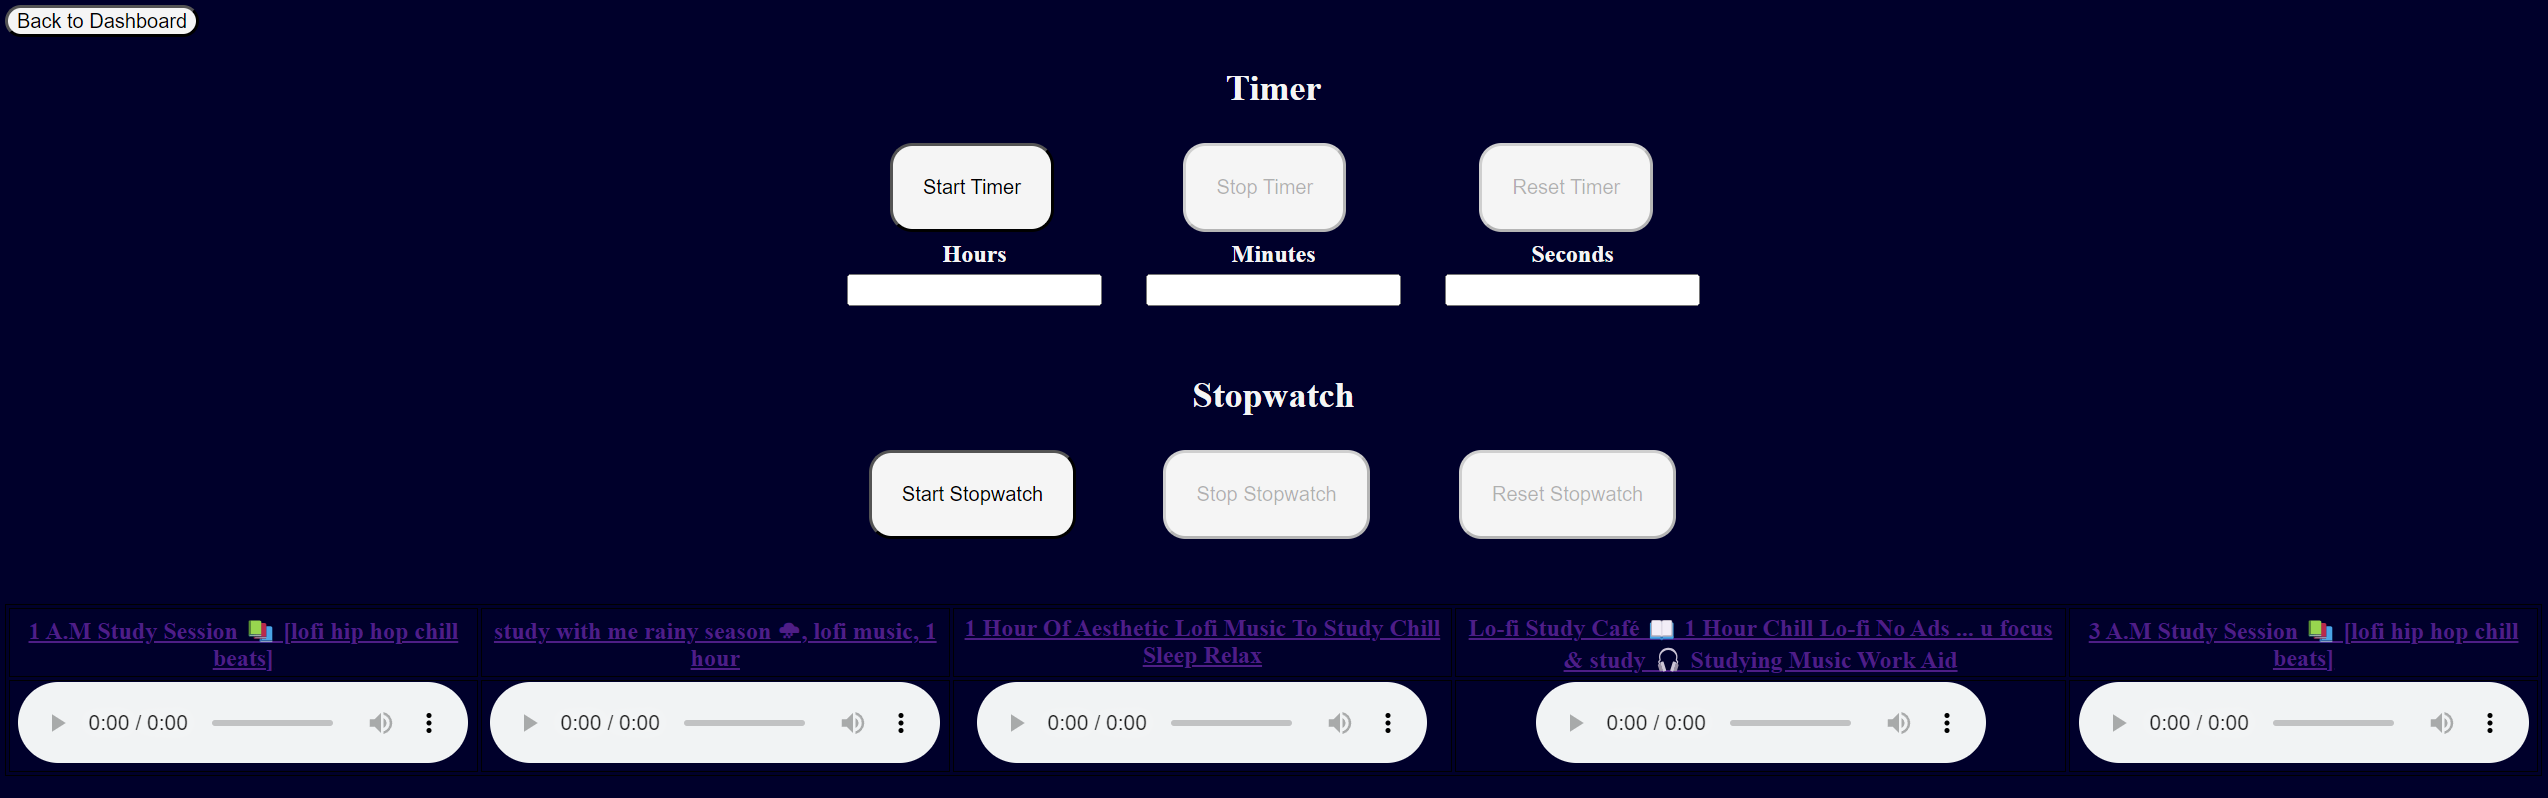 Back to Dashboard
Timer
Start Timer Stop Timer Reset Timer
Hours Minutes Seconds
Stopwatch
Start Stopwatch Stop Stopwatch Reset Stopwatch
1 A.M Study Session 📚 [lofi hip hop chill
beats]
study with me rainy season 🌧, lofi music, 1
hour
1 Hour Of Aesthetic Lofi Music To Study Chill
Sleep Relax
Lo-fi Study Café 📖 1 Hour Chill Lo-fi No Ads ... u focus
& study 🎧 Studying Music Work Aid
3 A.M Study Session 📚 [lofi hip hop chill
beats]
0:00 / 0:00
0:00 / 0:00
0:00 / 0:00
0:00 / 0:00
0:00 / 0:00